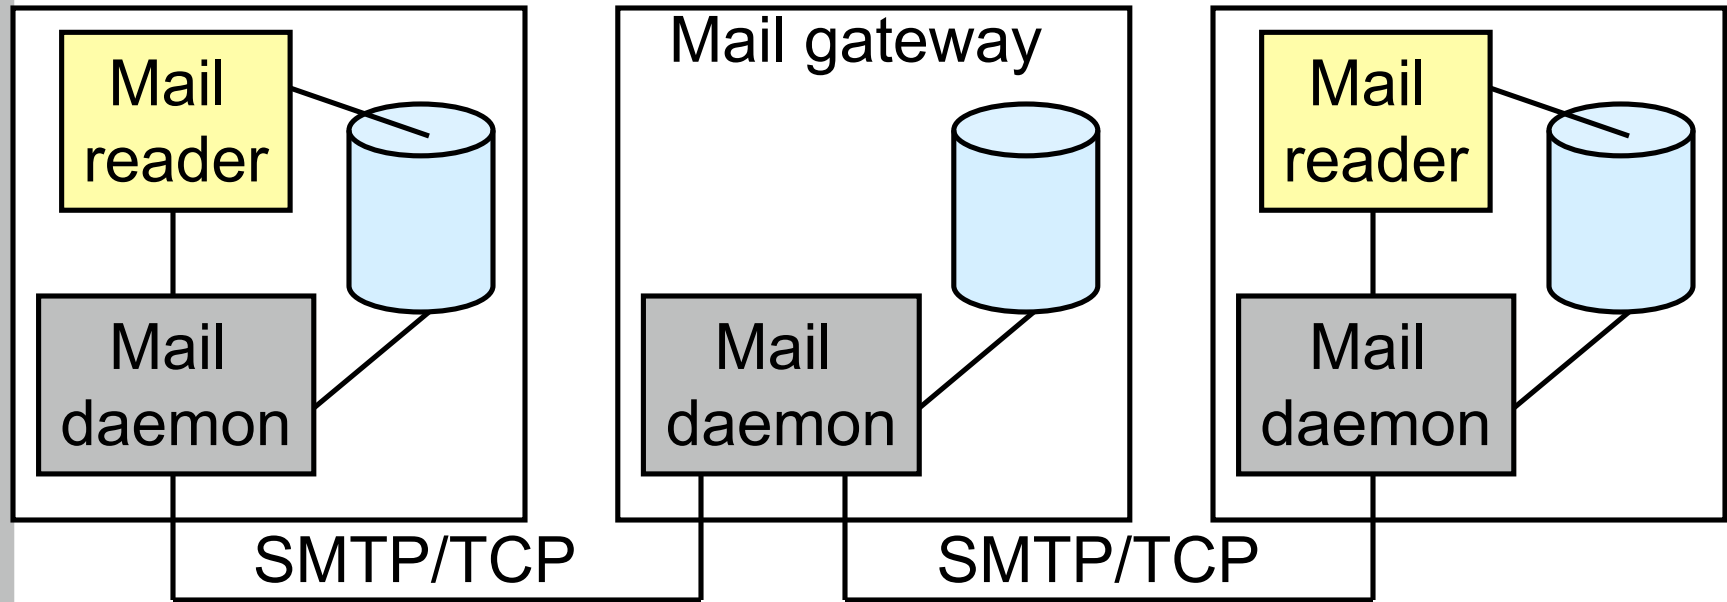 Mail gateway
Mail
reader
Mail
reader
Mail
daemon
Mail
daemon
Mail
daemon
SMTP/TCP
SMTP/TCP